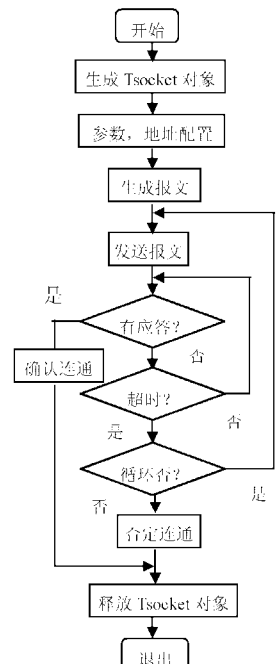 开始
生成 Tsocket 对象
参数，地址配置
生成报文
发送报文
是
有应答？
否
确认连通
超时？
否
是
循环否？
是
否
否定连通
释放 Tsocket 对象
退出